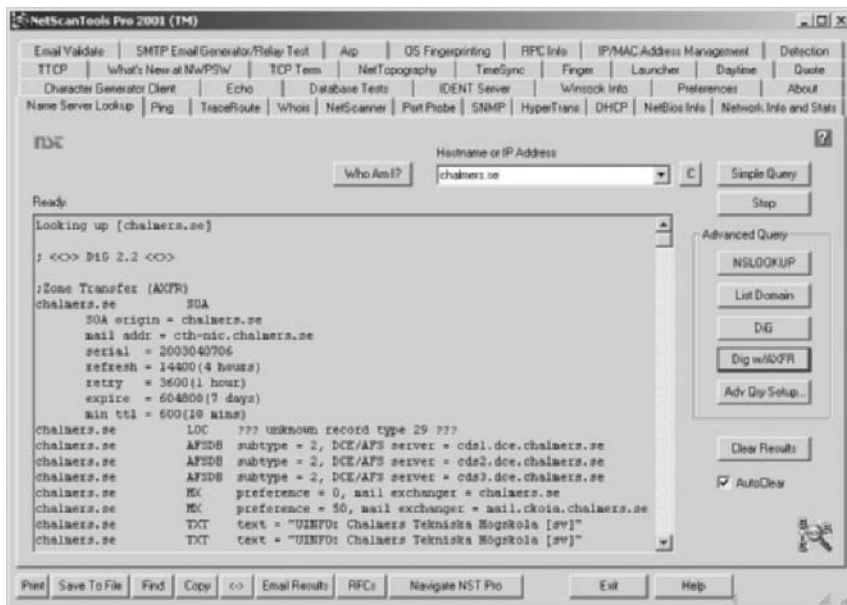 NetScanTools Pro 2001 (TM)
Email Validate SMTP Email Generator/Relay Test Arp OS Fingerprinting RPC Info IP/MAC Address Management Detection
TTCP What's New at NWPSW TCP Term NetTopography TimeSync Finger Launcher Daytime Quote
Character Generator Client Echo Database Tests IDENT Server Winsock Info Preferences About
Name Server Lookup Ping TraceRoute Whois NetScanner Port Probe SNMP HyperTrans DHCP NetBios Info Network Info and Stats
nst
Hostname or IP Address
Who Am I? chalmers.se C Simple Query
Ready. Stop
Looking up [chalmers.se]
Advanced Query
; <<>> DiG 2.2 <<>>
NSLOOKUP
;Zone Transfer (AXFR)
chalmers.se SOA
List Domain
SOA origin = chalmers.se
mail addr = cth-nic.chalmers.se
DiG
serial = 2003040706
refresh = 14400(4 hours)
Dig w/AXFR
retry = 3600(1 hour)
expire = 604800(7 days)
Adv Qry Setup...
min ttl = 600(10 mins)
chalmers.se LOC ??? unknown record type 29 ???
chalmers.se AFSDB subtype = 2, DCE/AFS server = cds1.dce.chalmers.se
Clear Results
chalmers.se AFSDB subtype = 2, DCE/AFS server = cds2.dce.chalmers.se
chalmers.se AFSDB subtype = 2, DCE/AFS server = cds3.dce.chalmers.se
AutoClear
chalmers.se MX preference = 0, mail exchanger = chalmers.se
chalmers.se MX preference = 50, mail exchanger = mail.ckoia.chalmers.se
chalmers.se TXT text = "UINFO: Chalmers Tekniska Högskola [sv]"
chalmers.se TXT text = "UINFO: Chalmers Tekniska Högskola [sv]"
Print Save To File Find Copy <-> Email Results RFCs Navigate NST Pro Exit Help